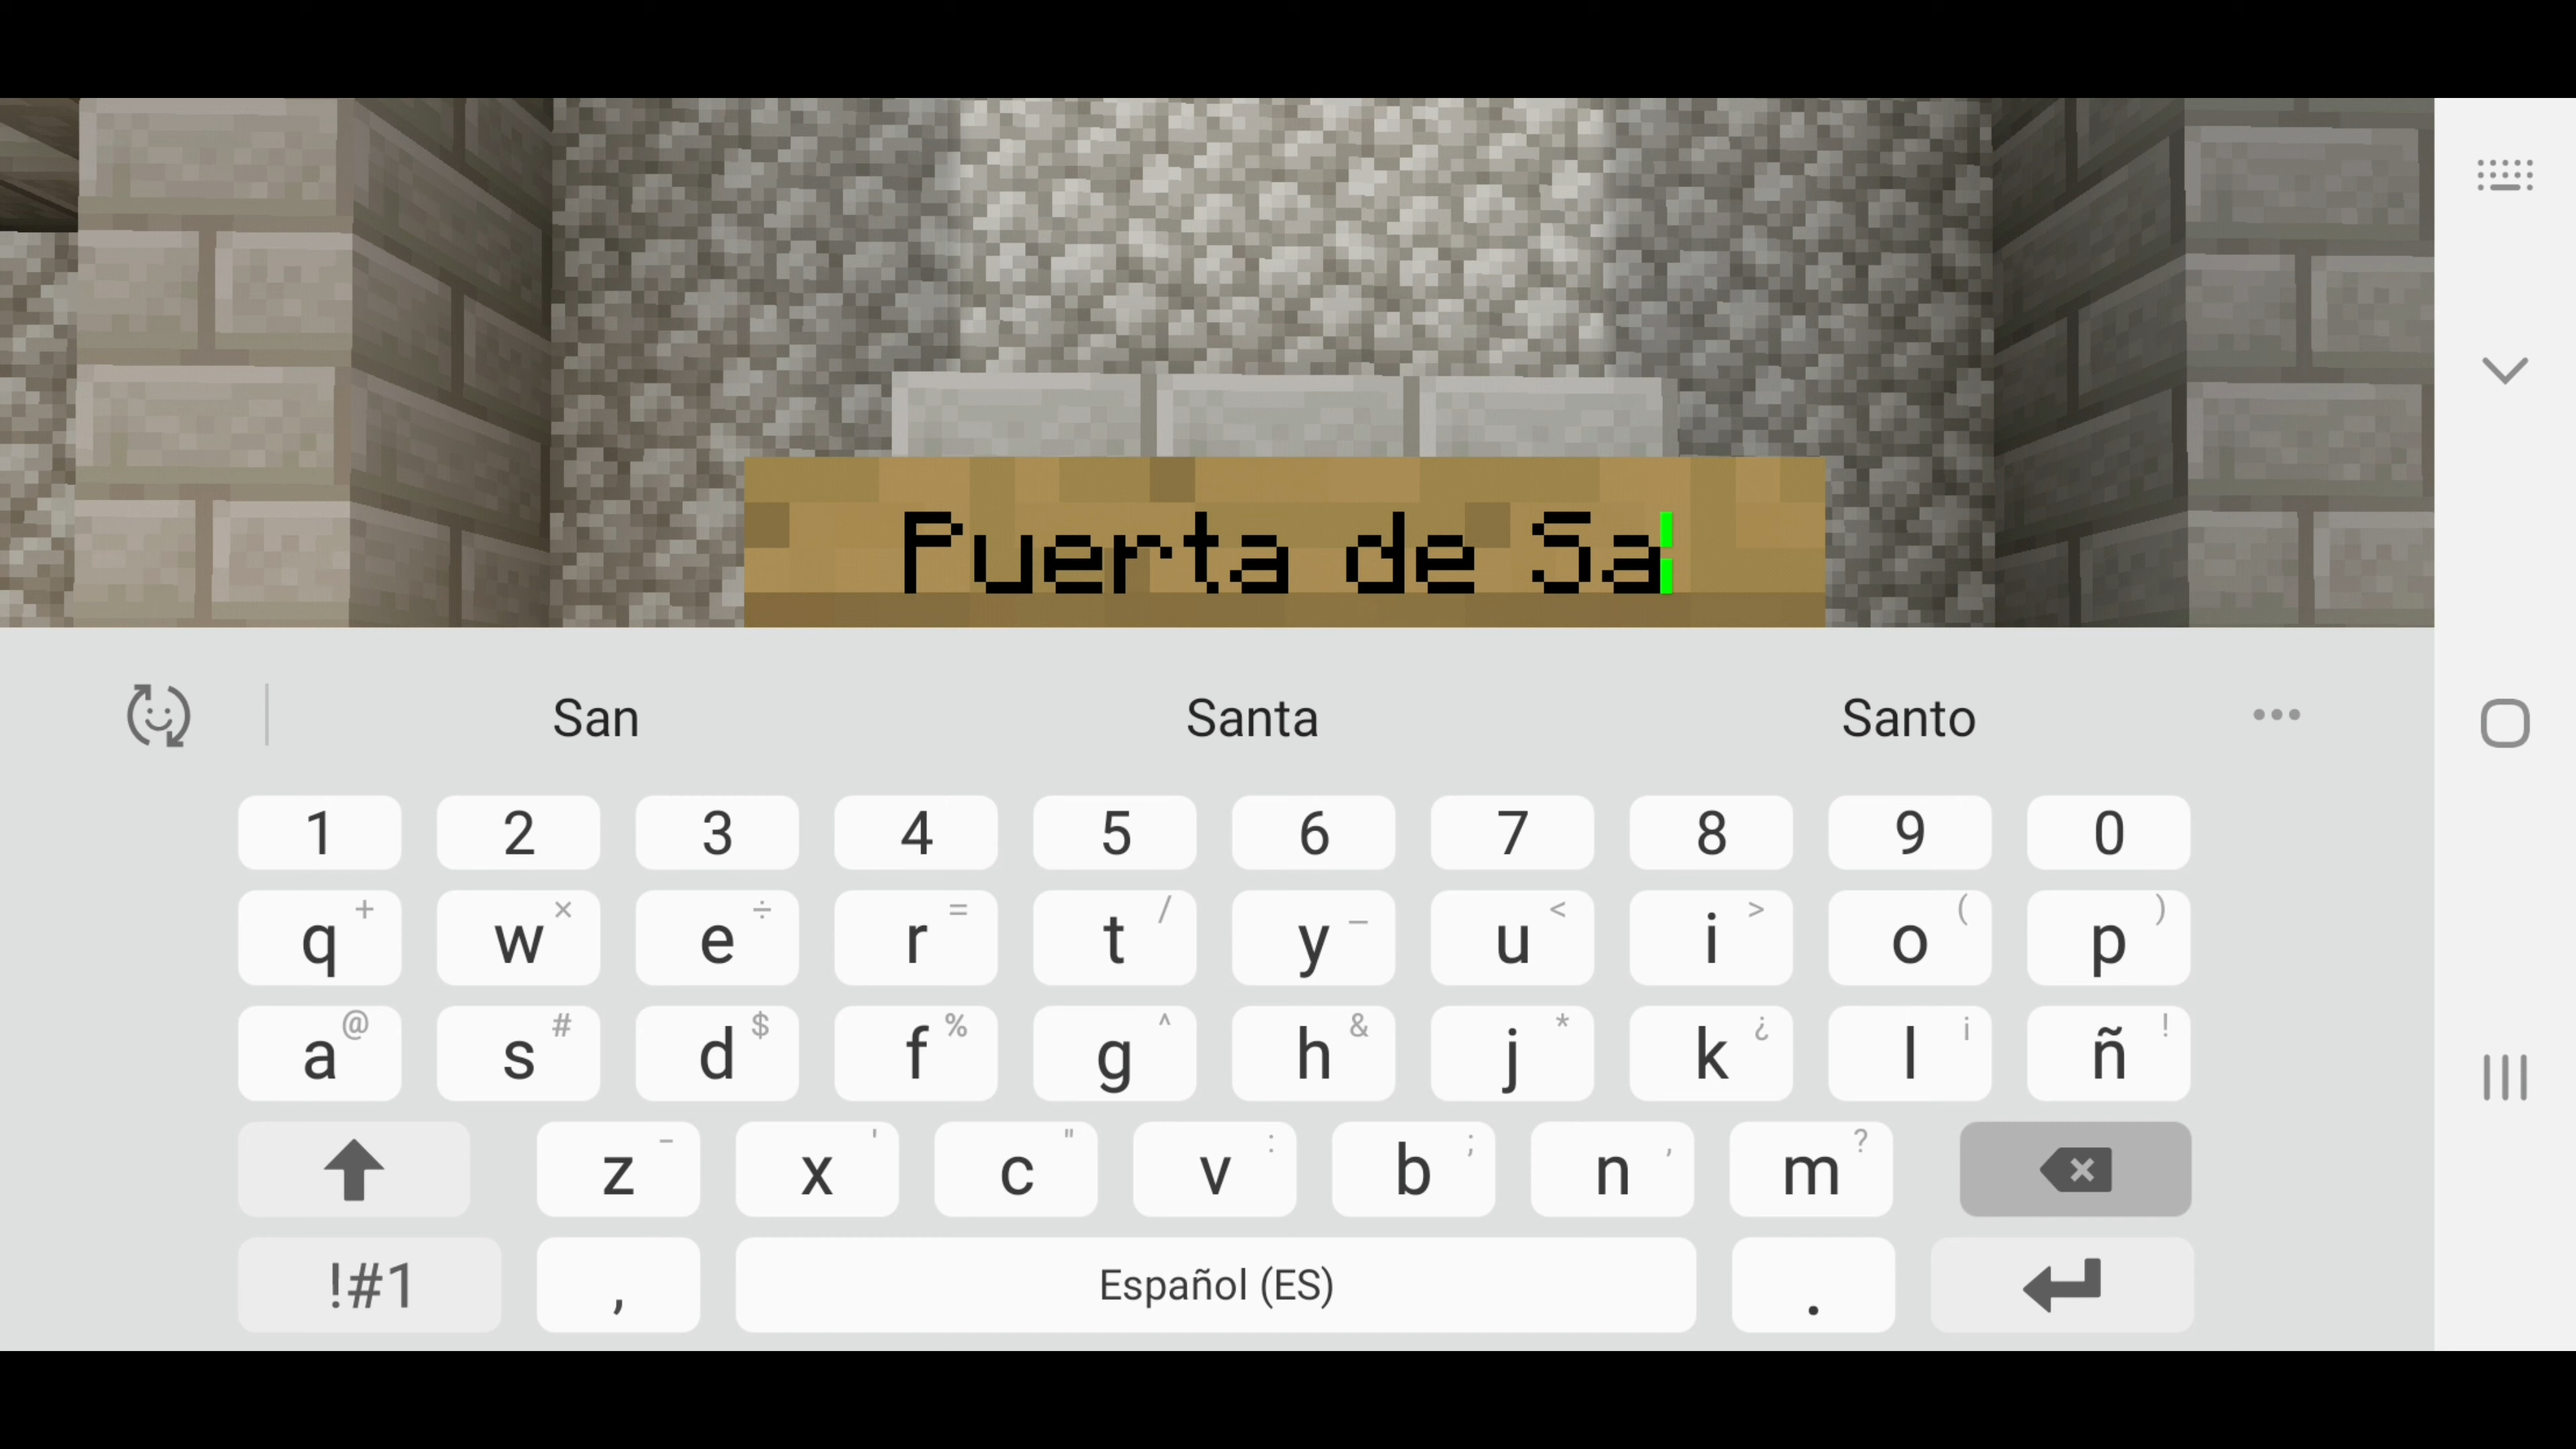 Puerta de Sa
San Santa Santo
1 2 3 4 5 6 7 8 9 0
q + w × e ÷ r = t / y _ u < i > o ( p )
a @ s # d $ f % g ^ h & j * k ¿ l ¡ ñ !
z - x ' c " v : b ; n , m ?
!#1 , Español (ES) .